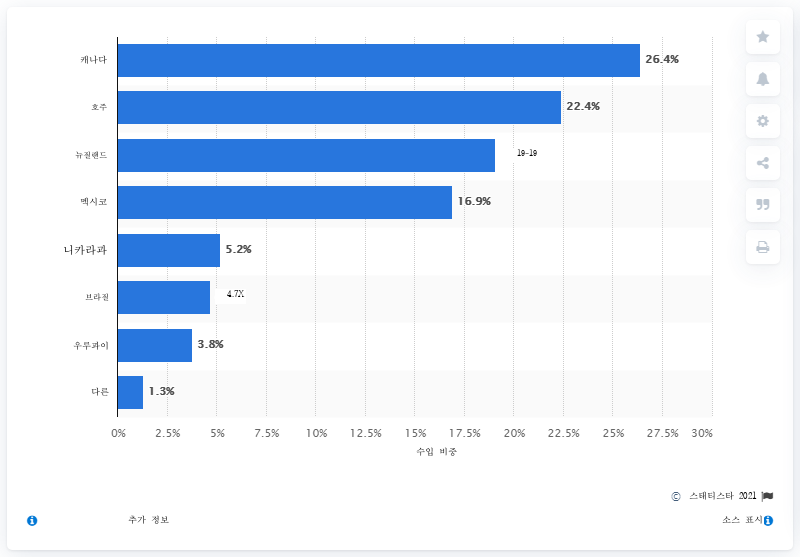 캐나다 26.4%
호주 22.4%
뉴질랜드 19-19
멕시코 16.9%
니카라과 5.2%
브라질 4.7X
우루과이 3.8%
다른 1.3%
0% 2.5% 5% 7.5% 10% 12.5% 15% 17.5% 20% 22.5% 25% 27.5% 30%
수입 비중
© 스태티스타 2021
추가 정보 소스 표시